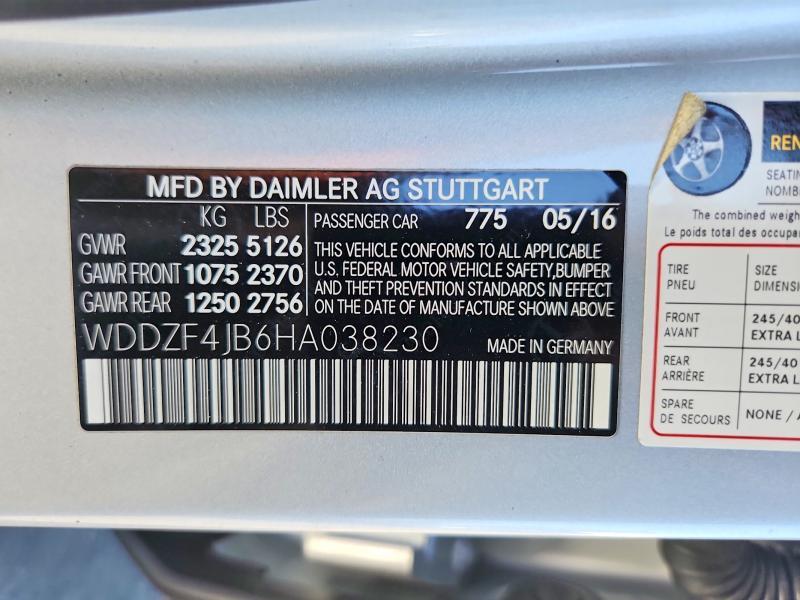 MFD BY DAIMLER AG STUTTGART
KG LBS
GVWR 2325 5126
GAWR FRONT 1075 2370
GAWR REAR 1250 2756
PASSENGER CAR 775 05/16
THIS VEHICLE CONFORMS TO ALL APPLICABLE
U.S. FEDERAL MOTOR VEHICLE SAFETY, BUMPER
AND THEFT PREVENTION STANDARDS IN EFFECT
ON THE DATE OF MANUFACTURE SHOWN ABOVE
WDDZF4JB6HA038230 MADE IN GERMANY
The combined
Le poids total des
TIRE SIZE
PNEU
FRONT 245/40
AVANT EXTRA
REAR 245/40
ARRIÈRE EXTRA
SPARE NONE /
DE SECOURS